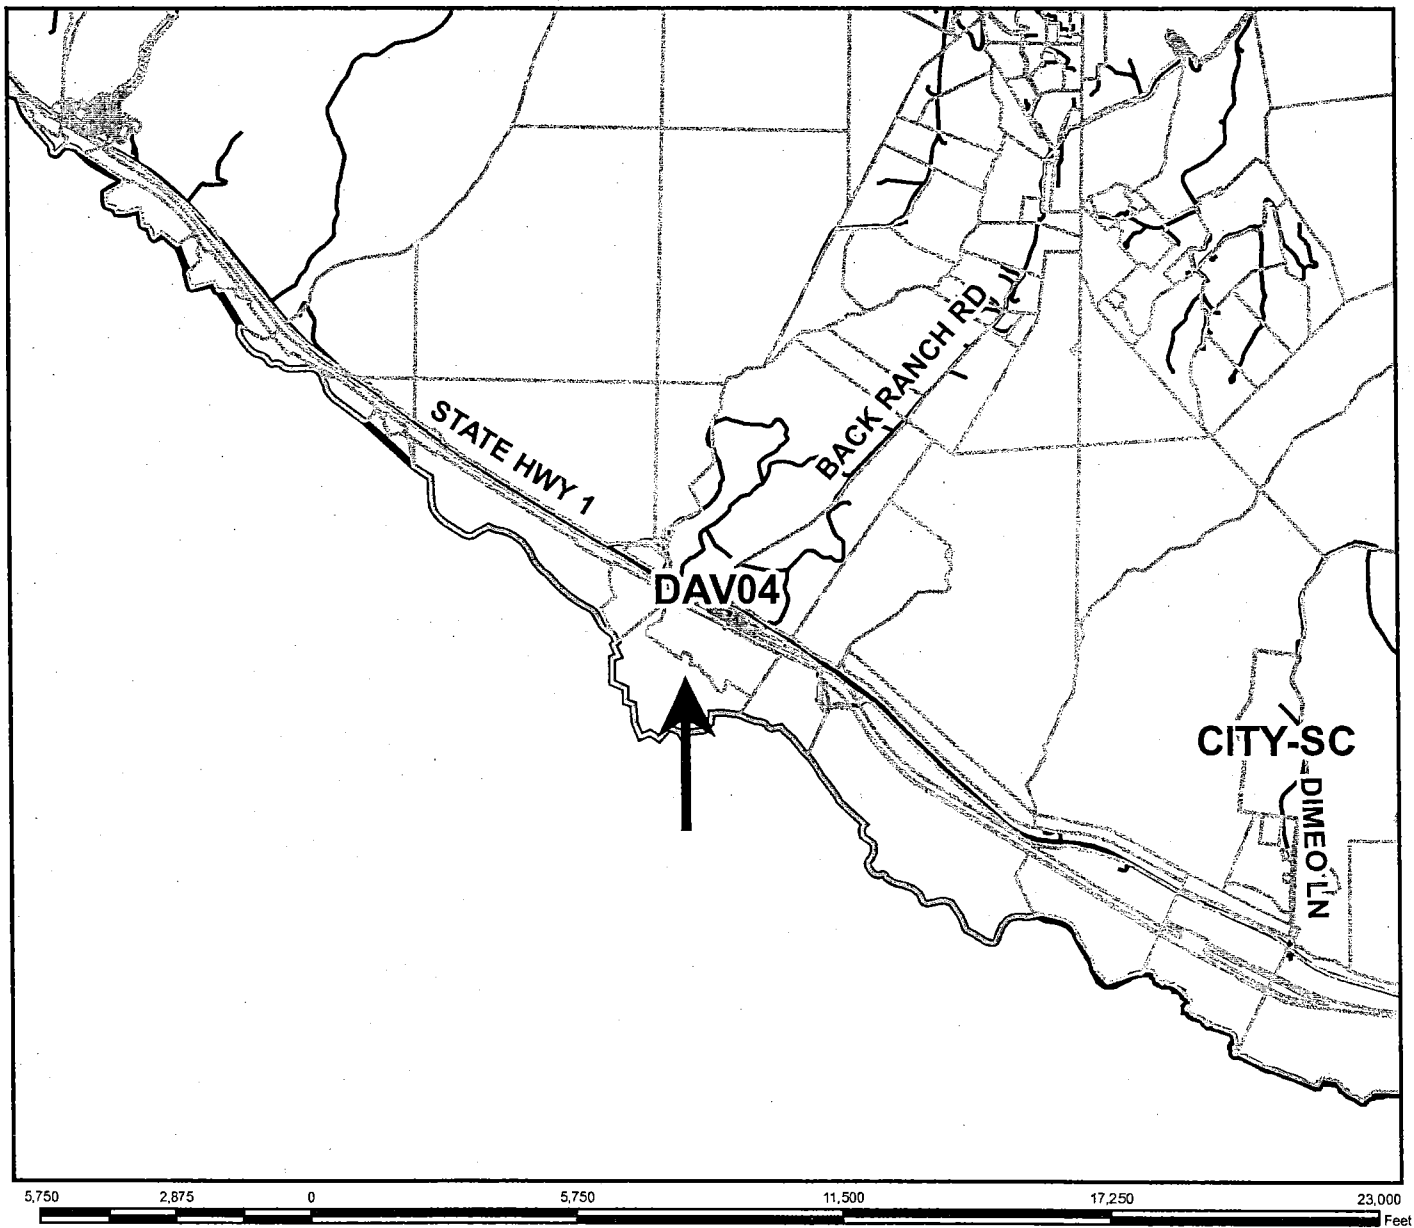 BACK RANCH RD
STATE HWY 1
DAV04
CITY-SC
DIMEO LN
5,750 2,875 0 5,750 11,500 17,250 23,000
Feet